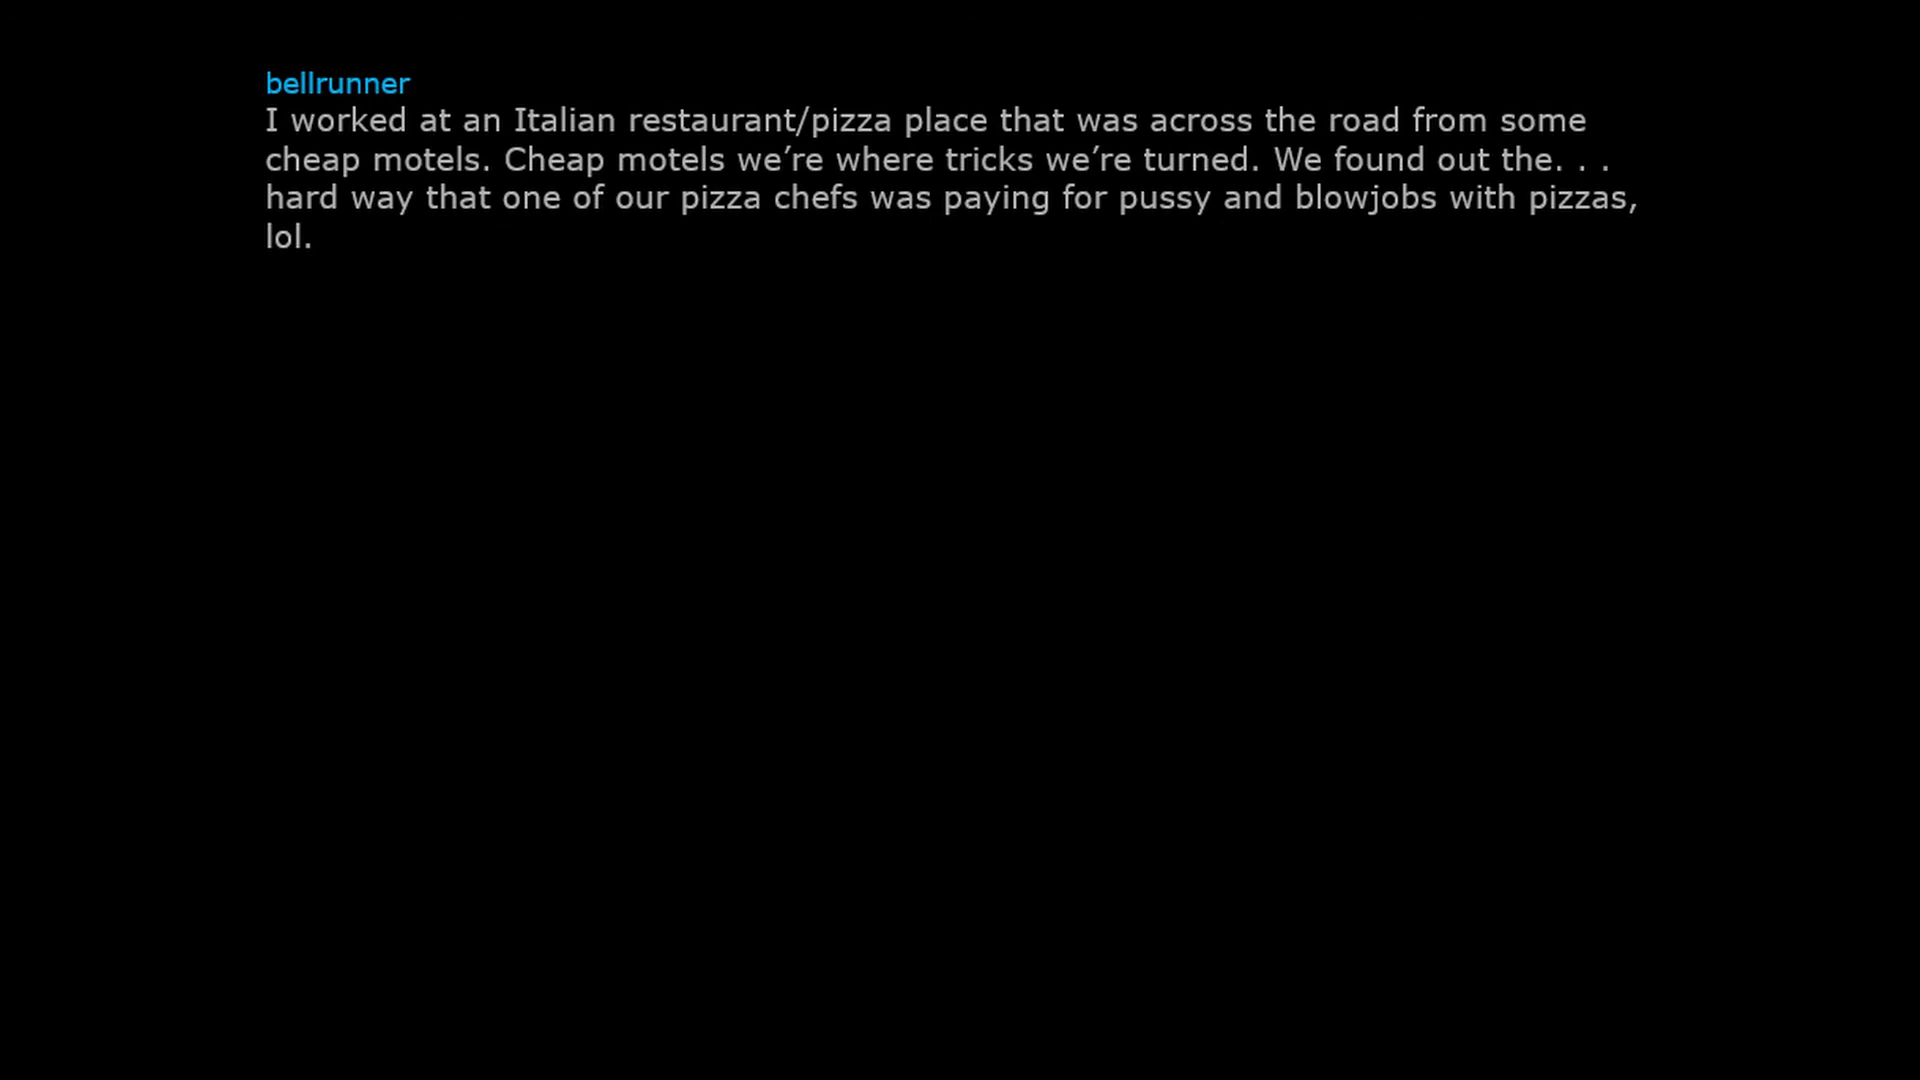 bellrunner
I worked at an Italian restaurant/pizza place that was across the road from some
cheap motels. Cheap motels we’re where tricks we’re turned. We found out the. . .
hard way that one of our pizza chefs was paying for pussy and blowjobs with pizzas,
lol.